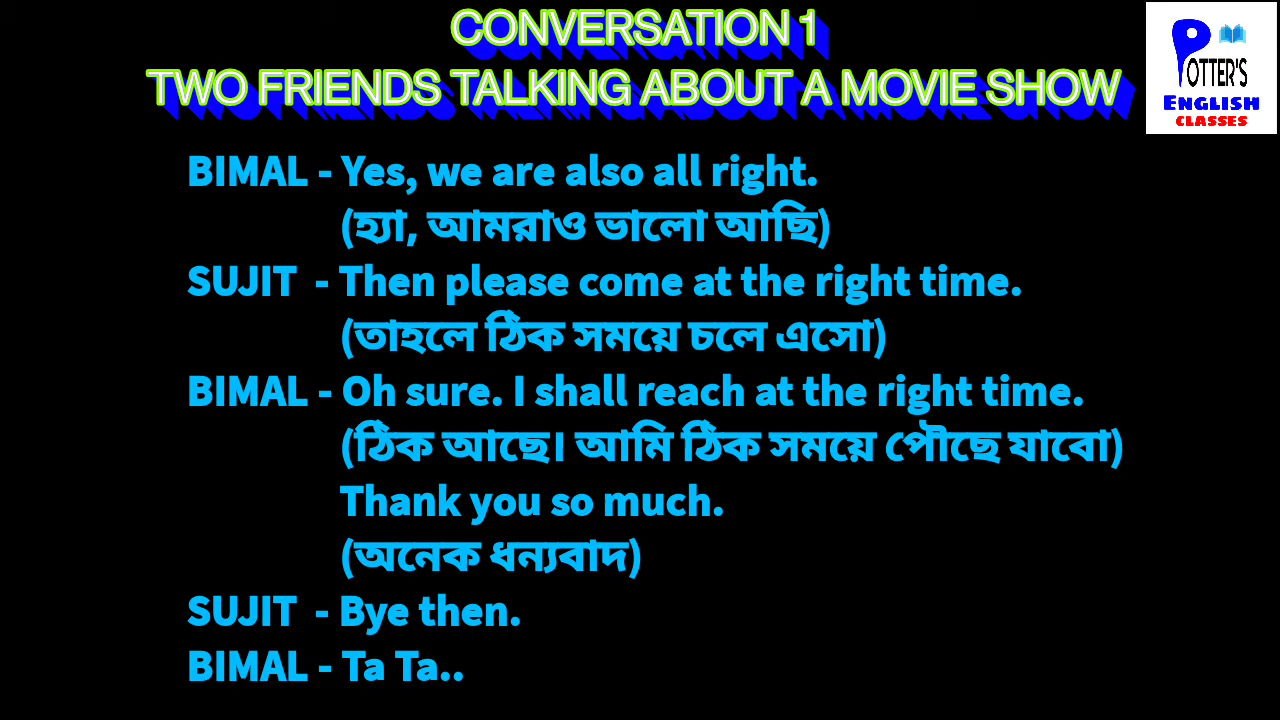 CONVERSATION 1
TWO FRIENDS TALKING ABOUT A MOVIE SHOW
POTTER'S
ENGLISH
CLASSES
BIMAL - Yes, we are also all right.
(হ্যা, আমরাও ভালো আছি)
SUJIT - Then please come at the right time.
(তাহলে ঠিক সময়ে চলে এসো)
BIMAL - Oh sure. I shall reach at the right time.
(ঠিক আছে। আমি ঠিক সময়ে পৌছে যাবো)
Thank you so much.
(অনেক ধন্যবাদ)
SUJIT - Bye then.
BIMAL - Ta Ta..